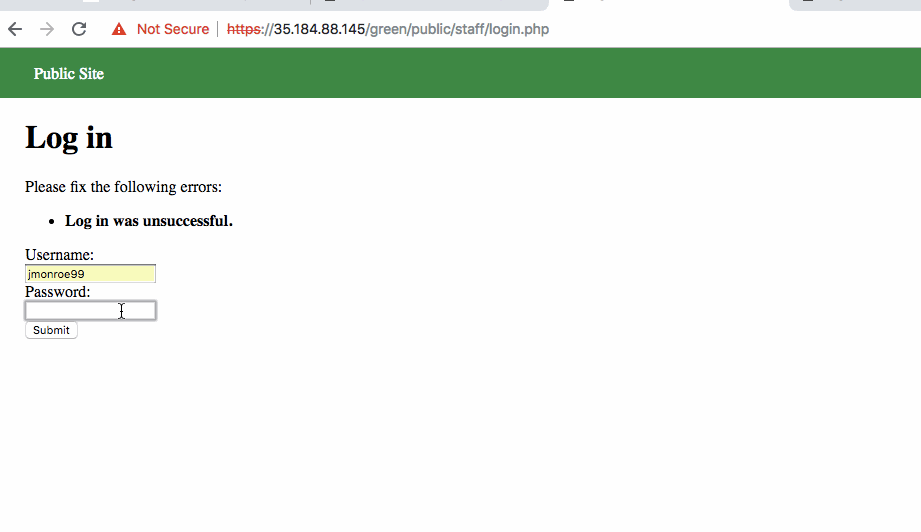 Not Secure https://35.184.88.145/green/public/staff/login.php
Public Site
Log in
Please fix the following errors:
• Log in was unsuccessful.
Username:
jmonroe99
Password:
Submit